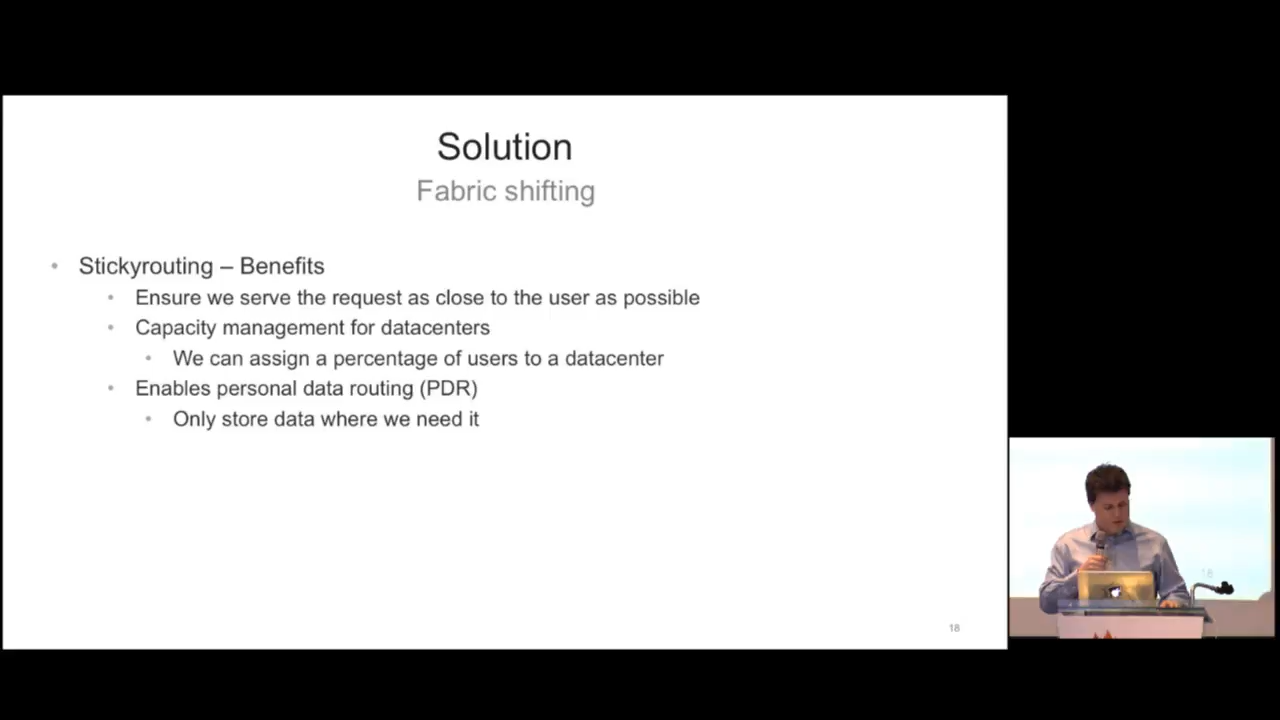 Solution
Fabric shifting
• Stickyrouting – Benefits
• Ensure we serve the request as close to the user as possible
• Capacity management for datacenters
• We can assign a percentage of users to a datacenter
• Enables personal data routing (PDR)
• Only store data where we need it
18
18